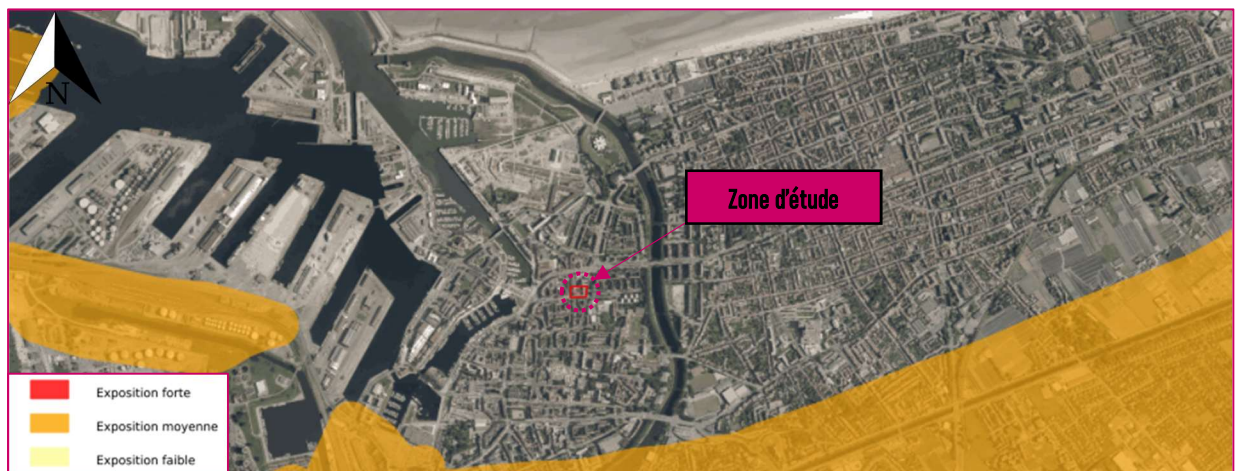 N
Zone d'étude
Exposition forte
Exposition moyenne
Exposition faible